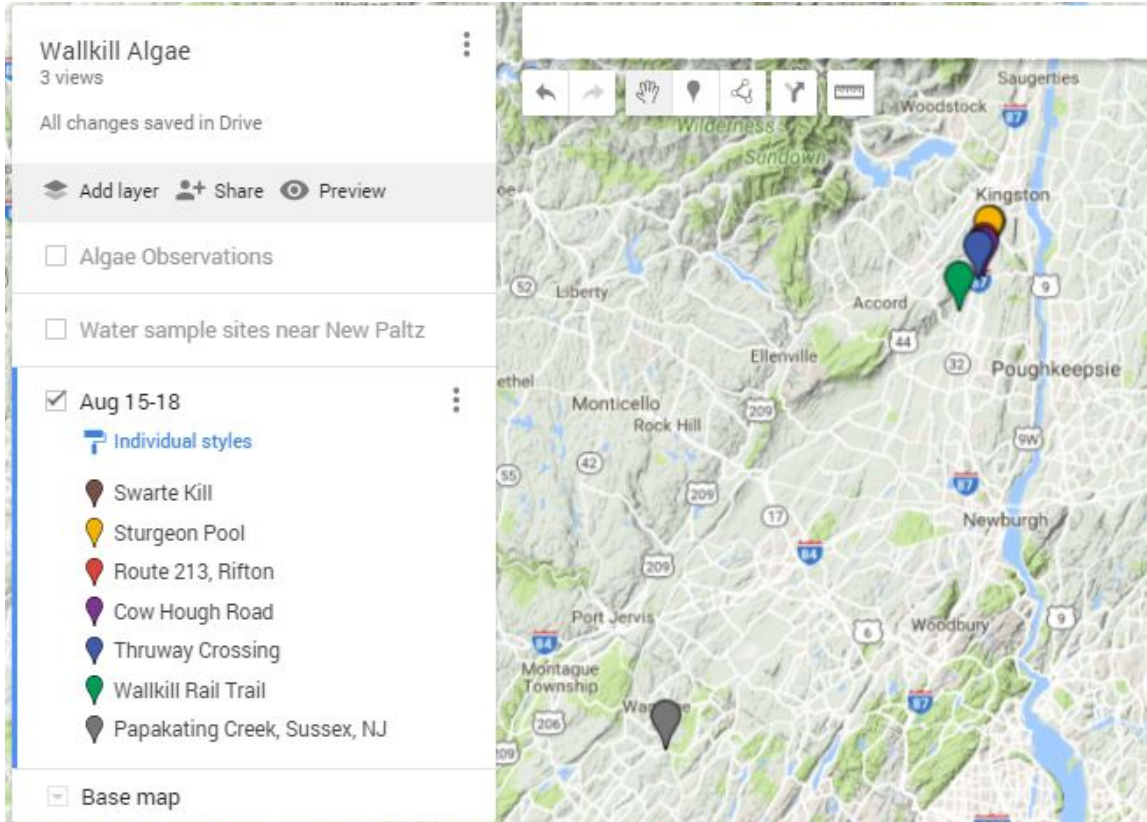 Wallkill Algae
3 views
All changes saved in Drive
Add layer Share Preview
Algae Observations
Water sample sites near New Paltz
Aug 15-18
Individual styles
Swarte Kill
Sturgeon Pool
Route 213, Rifton
Cow Hough Road
Thruway Crossing
Wallkill Rail Trail
Papakating Creek, Sussex, NJ
Base map
Saugerties
Woodstock
87
Wilderness
Sundown
Kingston
52
Liberty
Accord
87
9
44
Ellenville
32
Poughkeepsie
Monticello
209
Rock Hill
9W
42
55
209
87
17
Newburgh
84
209
Port Jervis
6
Woodbury
9
84
Montague
Township
87
206